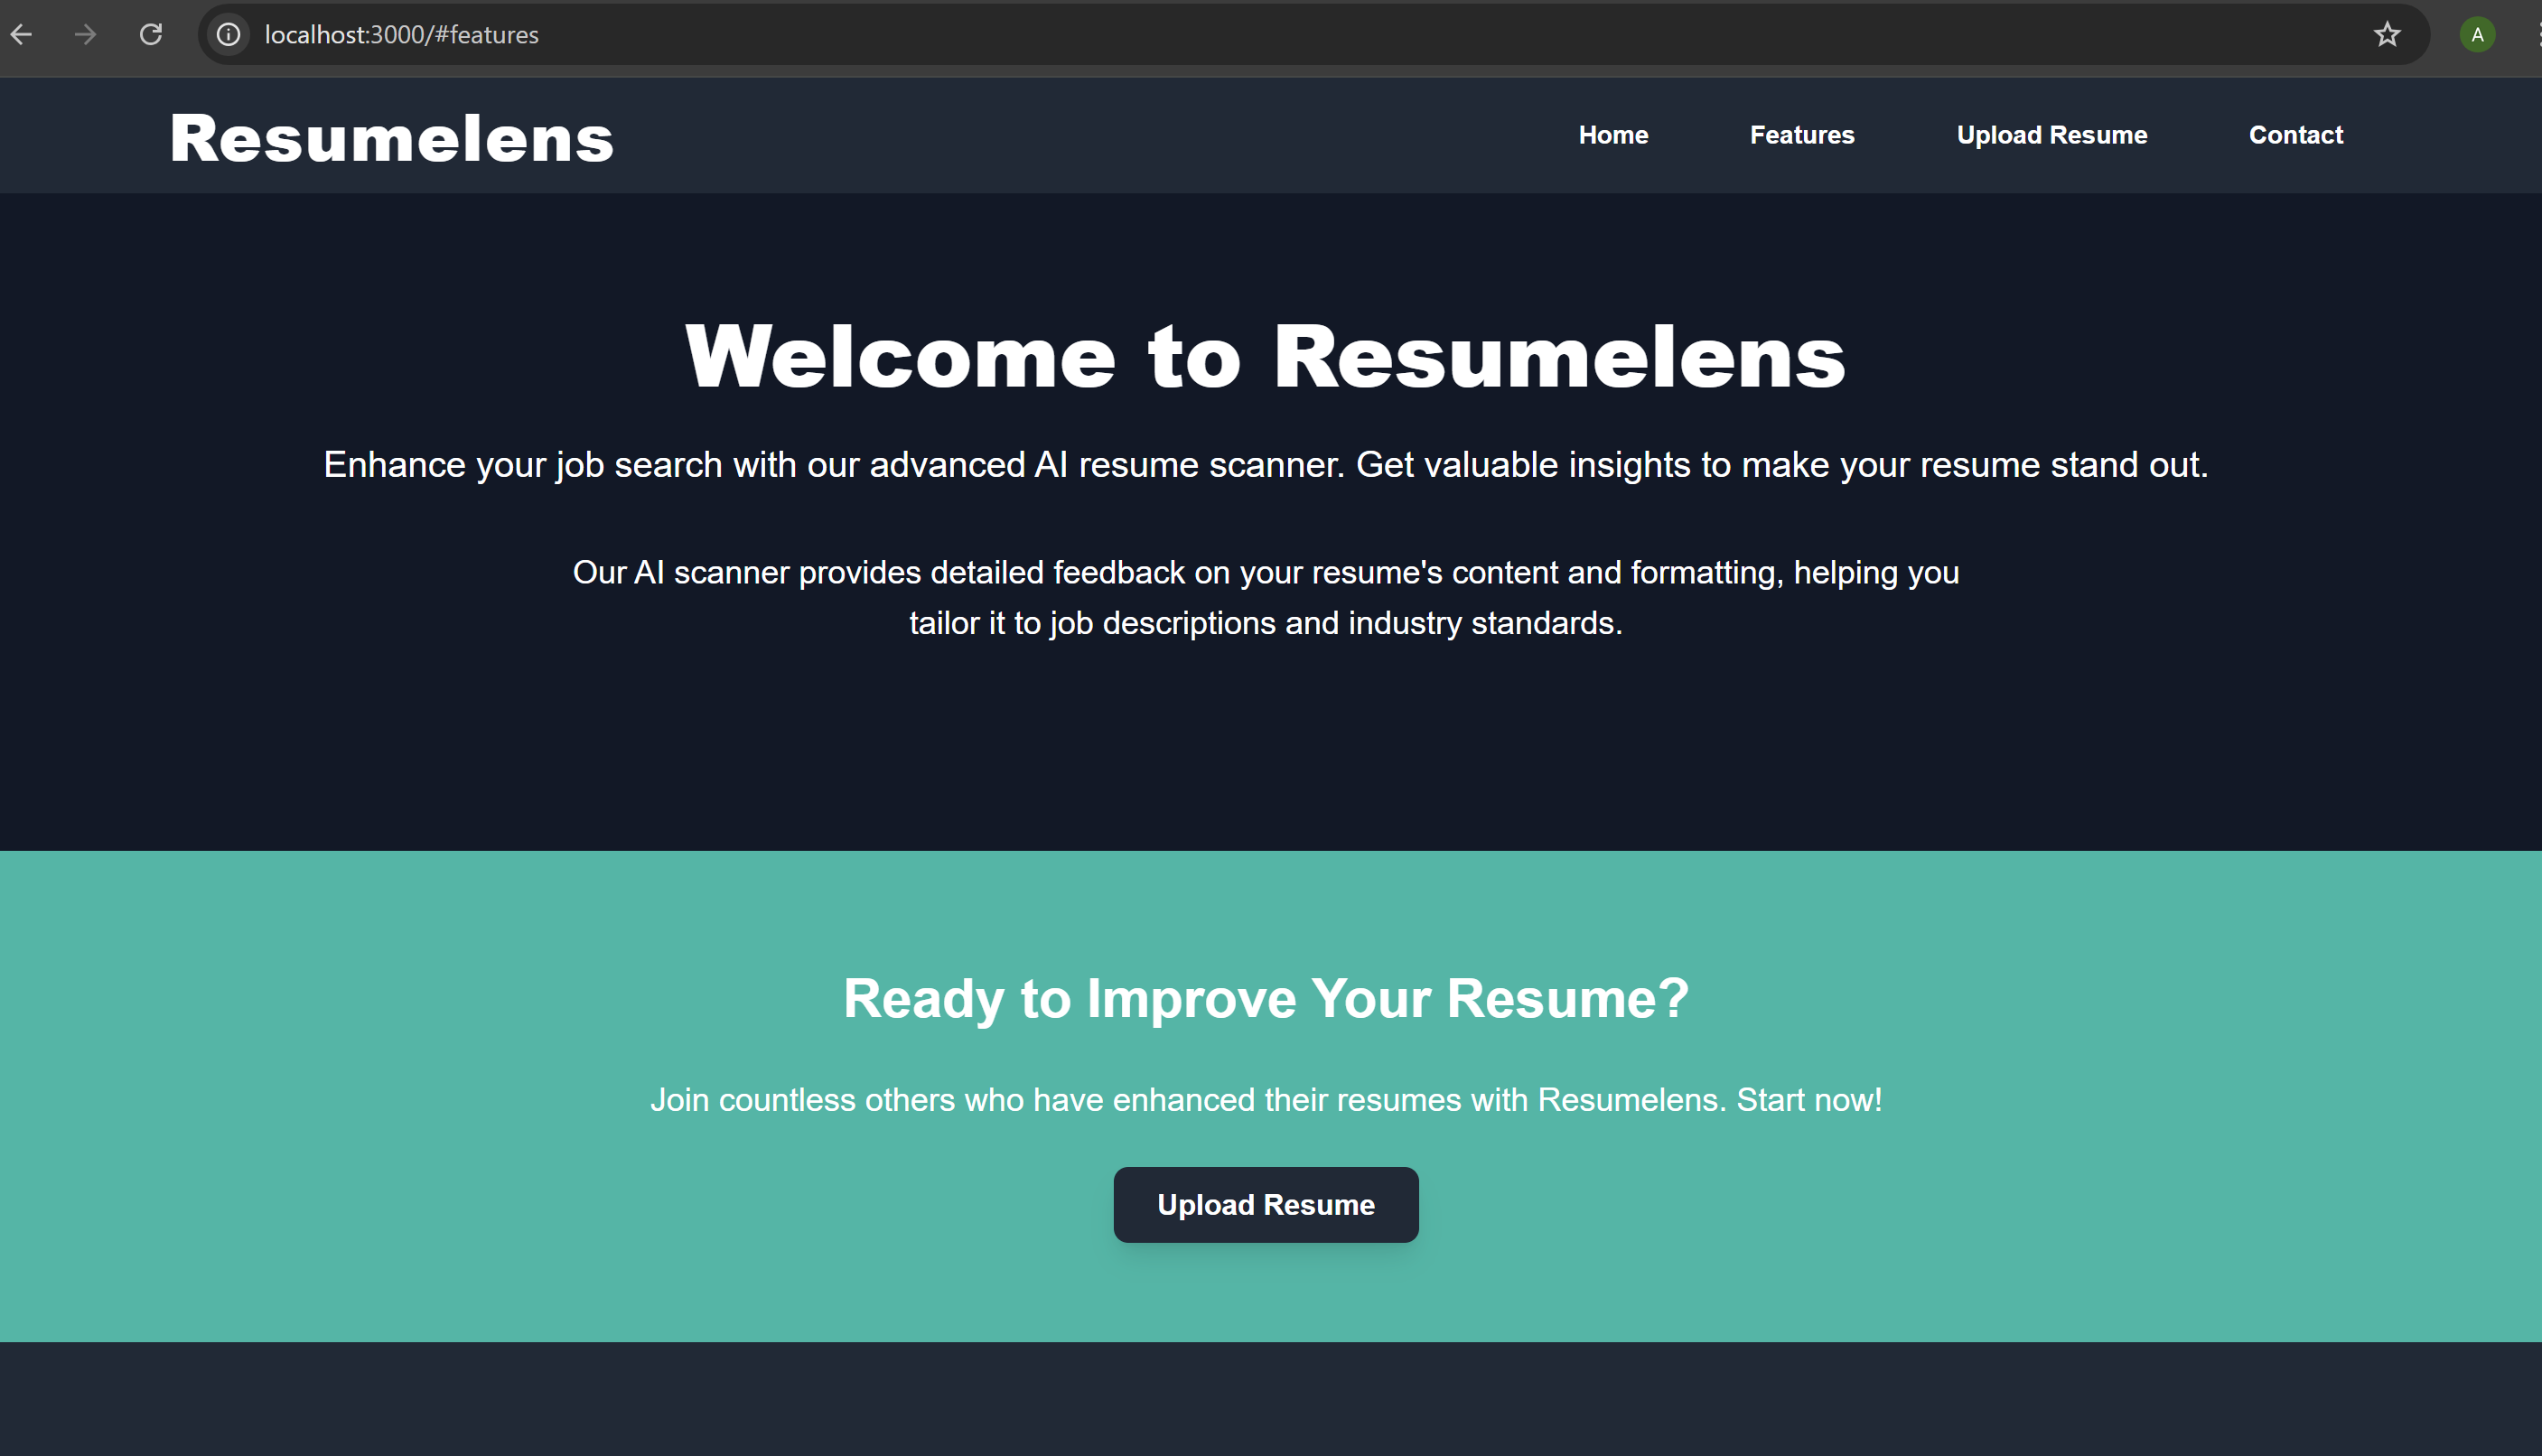 localhost:3000/#features
A
Resumelens
Home Features Upload Resume Contact
Welcome to Resumelens
Enhance your job search with our advanced AI resume scanner. Get valuable insights to make your resume stand out.
Our AI scanner provides detailed feedback on your resume's content and formatting, helping you
tailor it to job descriptions and industry standards.
Ready to Improve Your Resume?
Join countless others who have enhanced their resumes with Resumelens. Start now!
Upload Resume